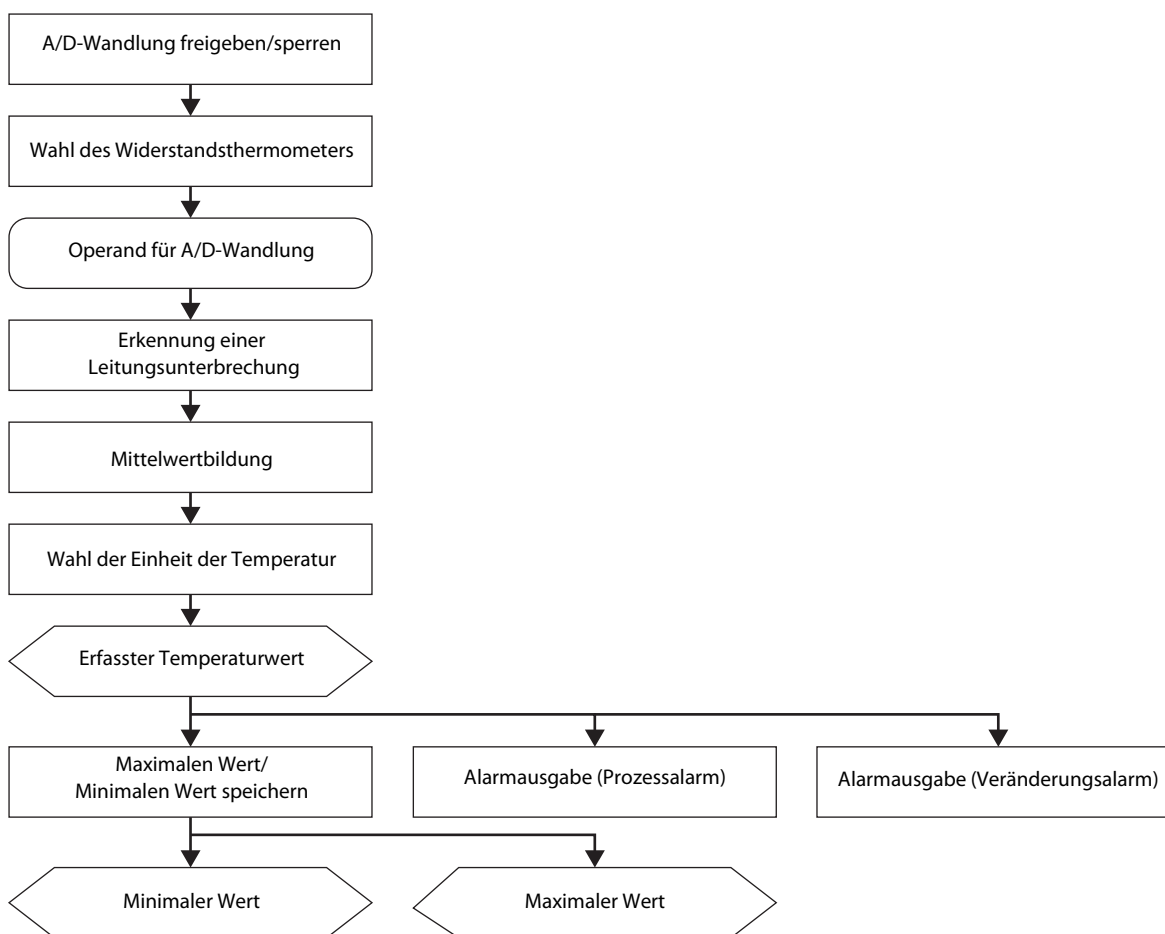 A/D-Wandlung freigeben/sperren
Wahl des Widerstandsthermometers
Operand für A/D-Wandlung
Erkennung einer
Leitungsunterbrechung
Mittelwertbildung
Wahl der Einheit der Temperatur
Erfasster Temperaturwert
Maximalen Wert/
Minimalen Wert speichern
Alarmausgabe (Prozessalarm)
Alarmausgabe (Veränderungsalarm)
Minimaler Wert
Maximaler Wert